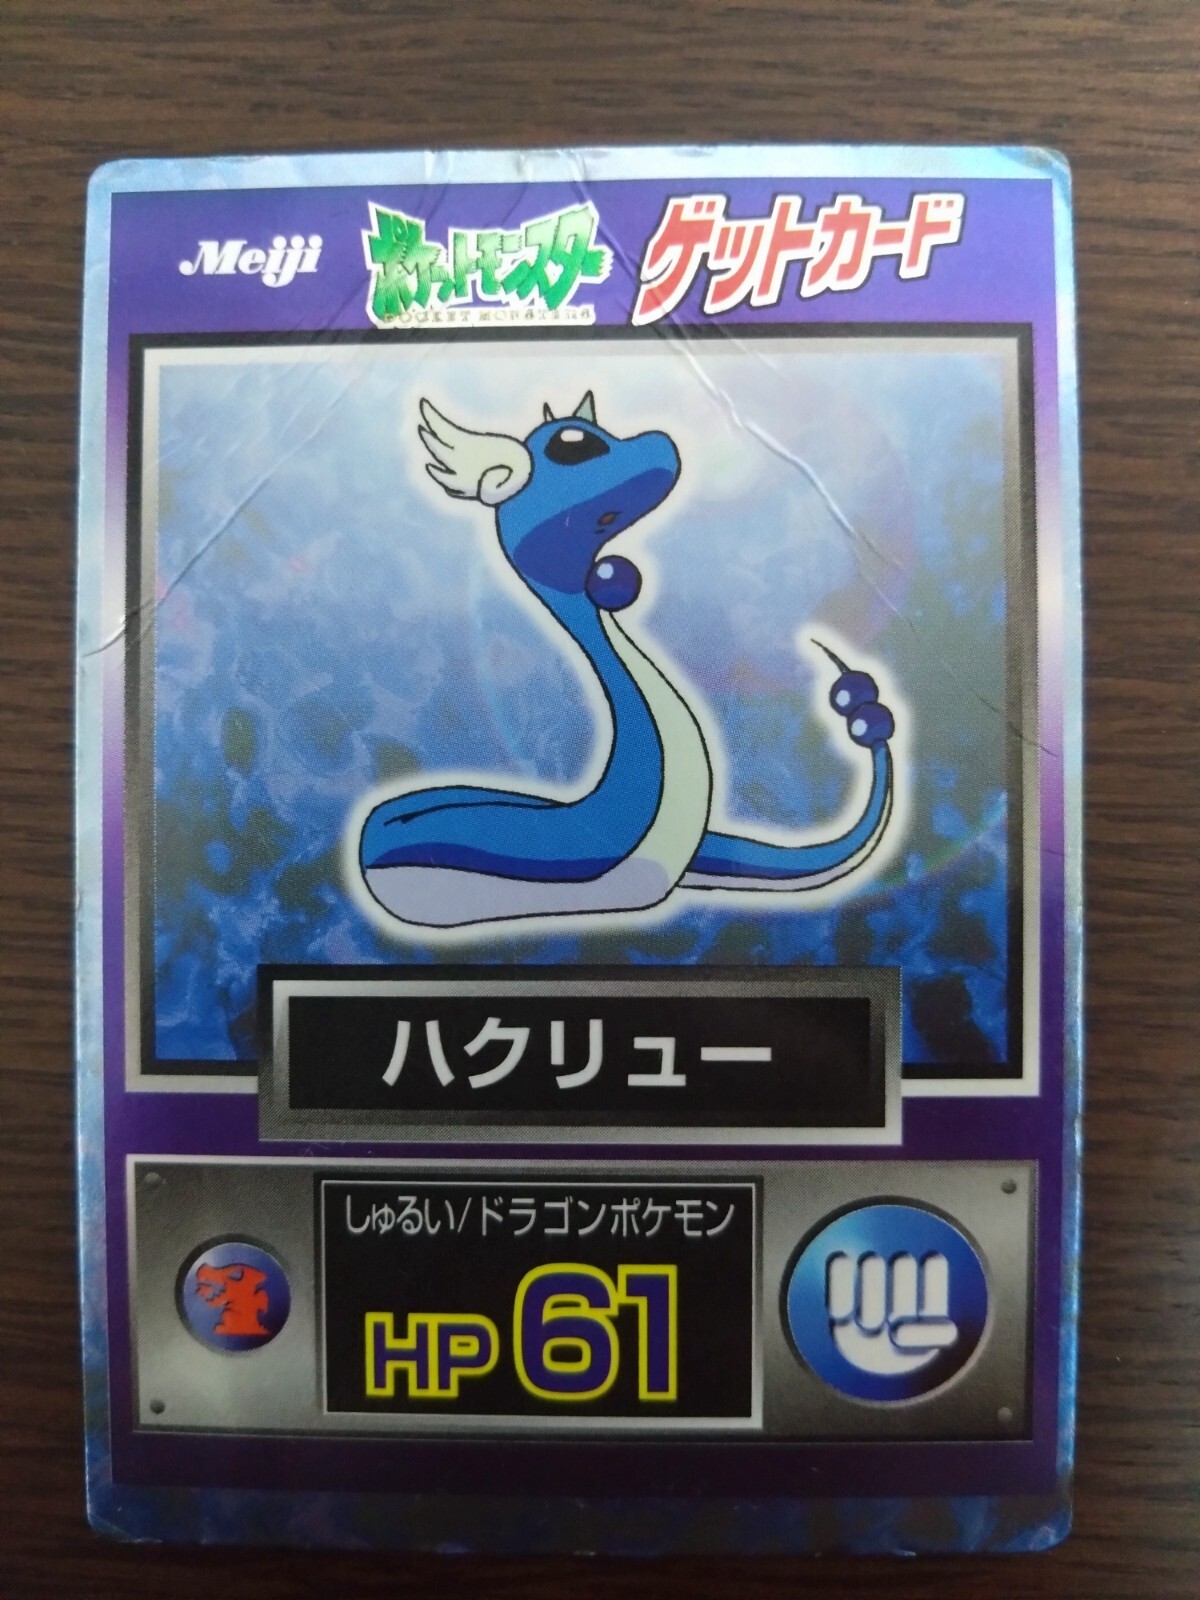 Meiji ポケットモンスター ゲットカード
POCKET MONSTERS
ハクリュー
しゅるい/ドラゴンポケモン
HP 61